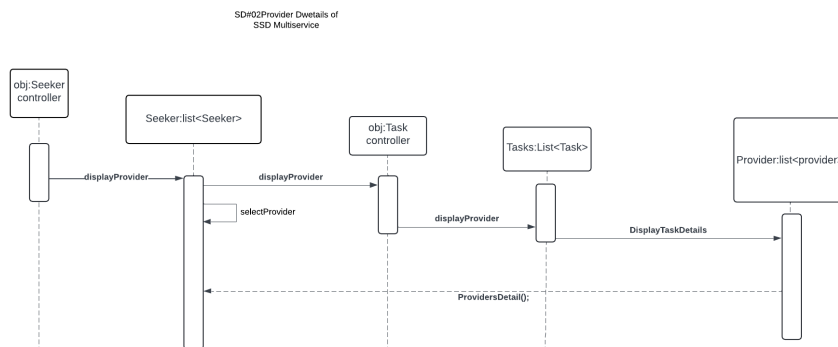 SD#02Provider Dwetails of
SSD Multiservice
obj:Seeker
controller
Seeker:list<Seeker>
obj:Task
controller
Tasks:List<Task>
Provider:list<provider>
displayProvider
displayProvider
selectProvider
displayProvider
DisplayTaskDetails
ProvidersDetail();